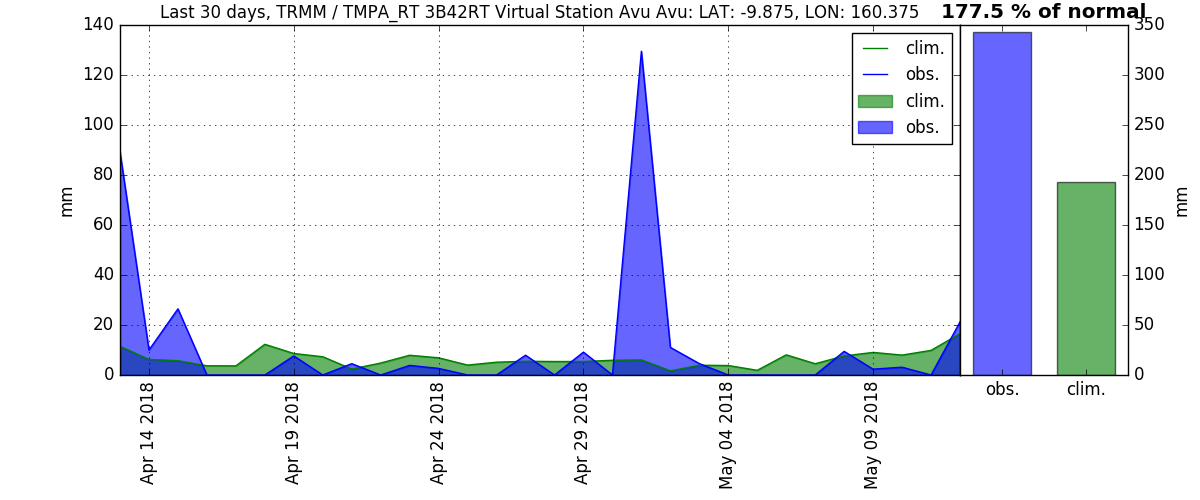 Last 30 days, TRMM / TMPA_RT 3B42RT Virtual Station Avu Avu: LAT: -9.875, LON: 160.375
177.5 % of normal
140
120
100
80
60
40
20
0
mm
clim.
obs.
clim.
obs.
350
300
250
200
150
100
50
0
mm
Apr 14 2018
Apr 19 2018
Apr 24 2018
Apr 29 2018
May 04 2018
May 09 2018
obs.
clim.